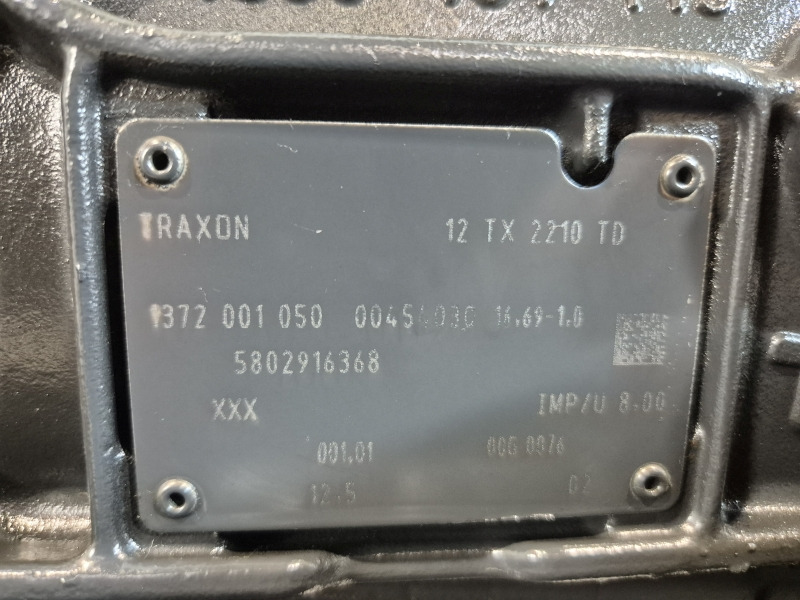 TRAXON 12 TX 2210 TD
1372 001 050 16.69-1.0
5802916368
XXX IMP/U 8.00
001.01
12.5 02